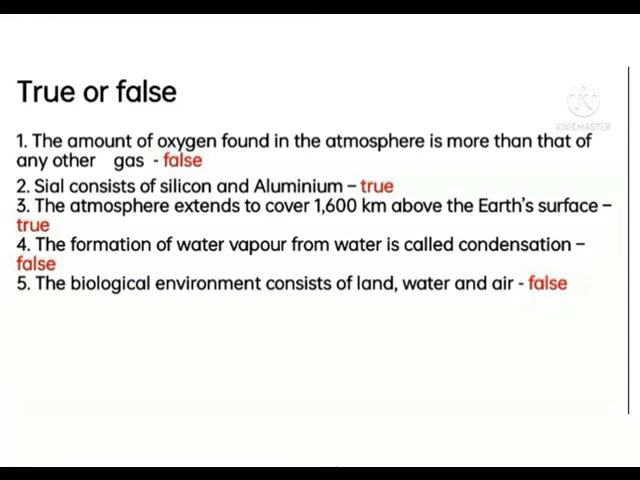 True or false
KINEMASTER
1. The amount of oxygen found in the atmosphere is more than that of
any other gas - false
2. Sial consists of silicon and Aluminium – true
3. The atmosphere extends to cover 1,600 km above the Earth's surface –
true
4. The formation of water vapour from water is called condensation –
false
5. The biological environment consists of land, water and air - false